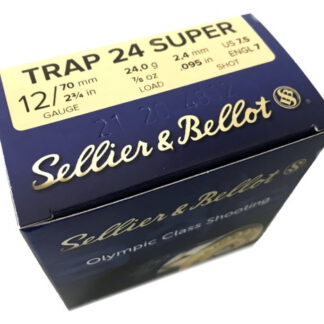 TRAP 24 SUPER
12/ 70 mm 2¾ in GAUGE
24,0 g ⅞ oz LOAD
2.4 mm .095 in SHOT
US 7.5 ENGL 7
Sellier & Bellot
Sellier & Bellot
Olympic Class Shooting